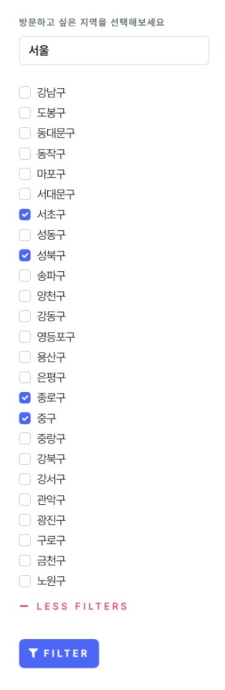 방문하고 싶은 지역을 선택해보세요
서울
강남구
도봉구
동대문구
동작구
마포구
서대문구
서초구
성동구
성북구
송파구
양천구
강동구
영등포구
용산구
은평구
종로구
중구
중랑구
강북구
강서구
관악구
광진구
구로구
금천구
노원구
LESS FILTERS
FILTER